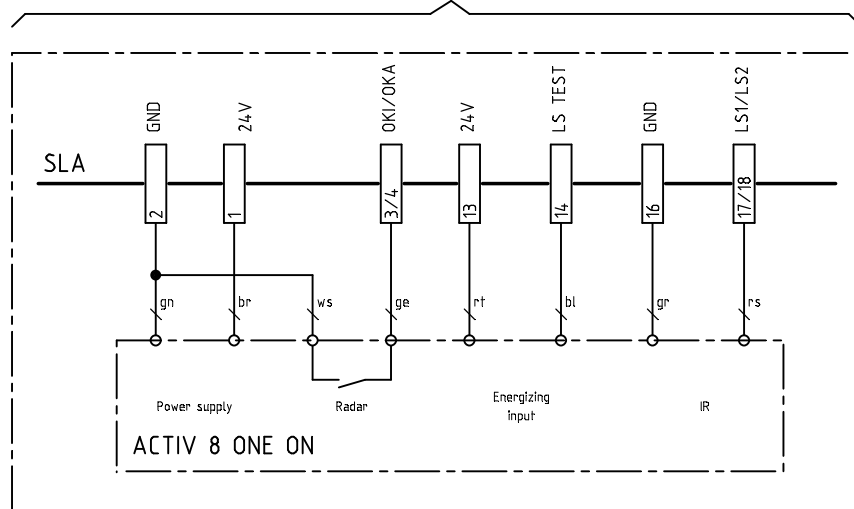 GND
24V
OKI/OKA
24V
LS TEST
GND
LS1/LS2
SLA
2
1
3/4
13
14
16
17/18
gn
br
ws
ge
rt
bl
gr
rs
Power supply
Radar
Energizing
input
IR
ACTIV 8 ONE ON